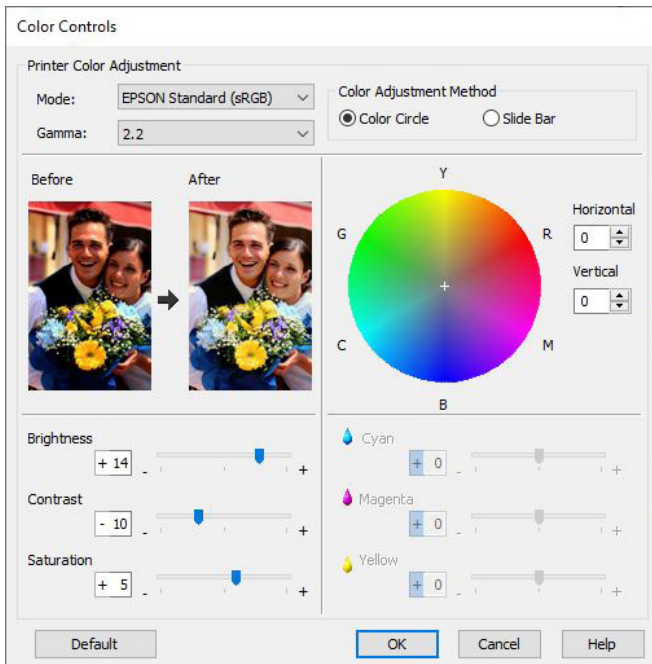 Color Controls
Printer Color Adjustment
Mode: EPSON Standard (sRGB)
Gamma: 2.2
Color Adjustment Method
Color Circle Slide Bar
Before After
Y
G R
C M
B
Horizontal
0
Vertical
0
Brightness
+ 14 - +
Contrast
- 10 - +
Saturation
+ 5 - +
Cyan
+ 0 - +
Magenta
+ 0 - +
Yellow
+ 0 - +
Default OK Cancel Help